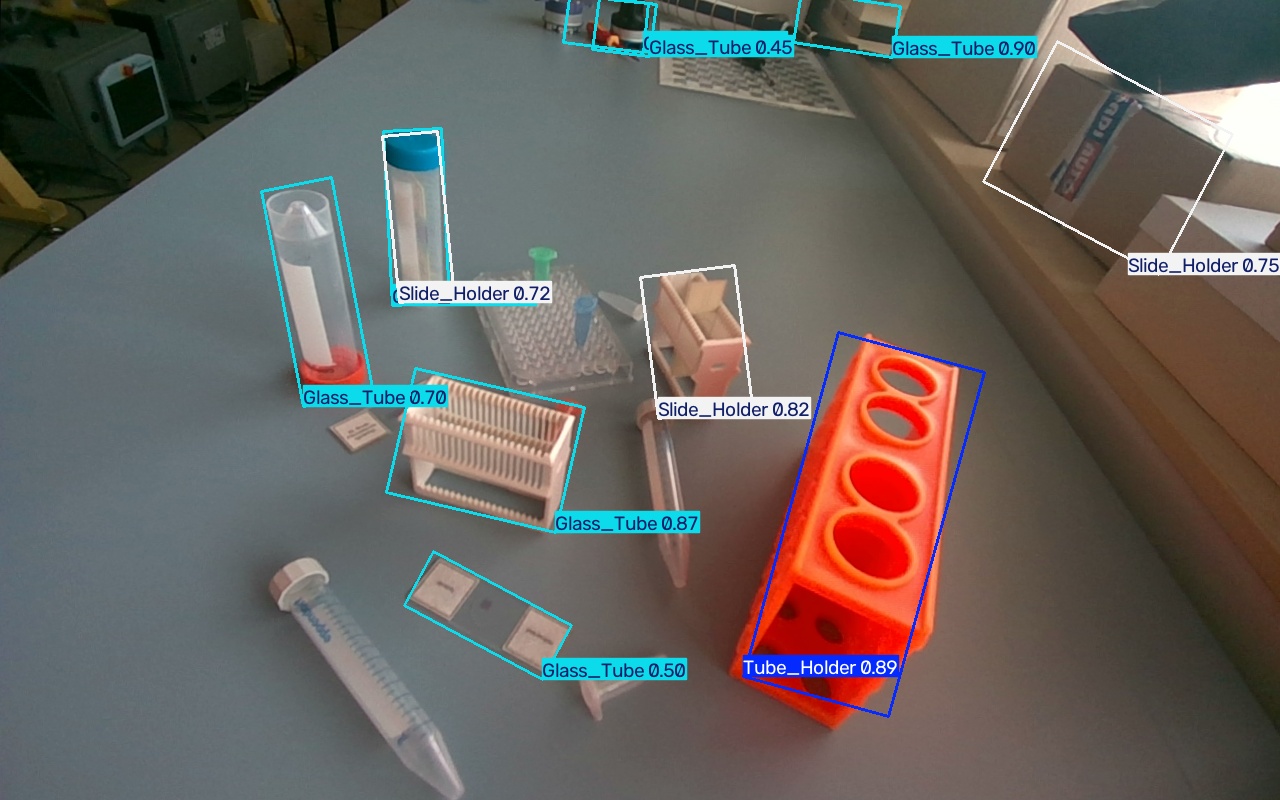 Glass_Tube 0.45
Glass_Tube 0.90
Slide_Holder 0.75
Slide_Holder 0.72
Glass_Tube 0.70
Slide_Holder 0.82
Glass_Tube 0.87
Tube_Holder 0.89
Glass_Tube 0.50